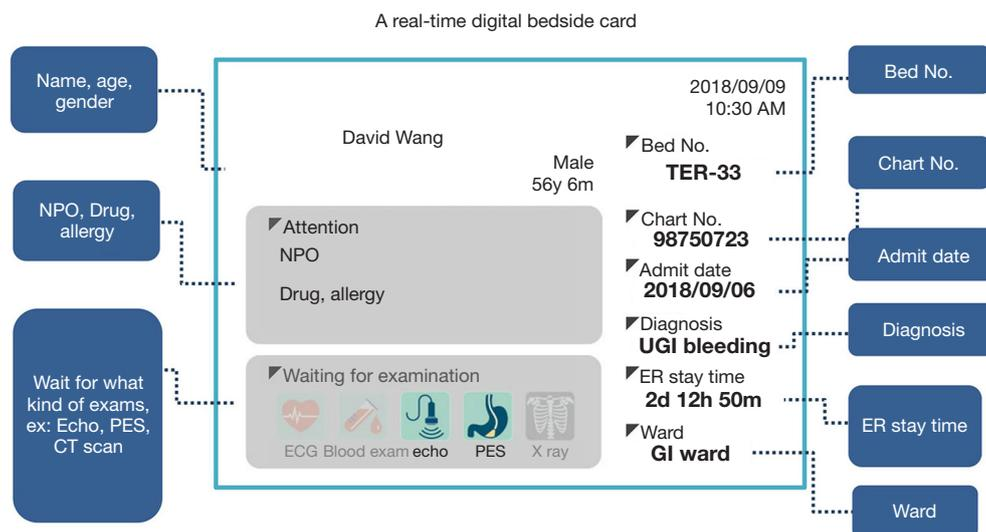 A real-time digital bedside card
Name, age,
gender
NPO, Drug,
allergy
Wait for what
kind of exams,
ex: Echo, PES,
CT scan
2018/09/09
10:30 AM
David Wang
Male
56y 6m
Attention
NPO
Drug, allergy
Waiting for examination
ECG Blood exam echo PES X ray
Bed No.
TER-33
Chart No.
98750723
Admit date
2018/09/06
Diagnosis
UGI bleeding
ER stay time
2d 12h 50m
Ward
GI ward
Bed No.
Chart No.
Admit date
Diagnosis
ER stay time
Ward